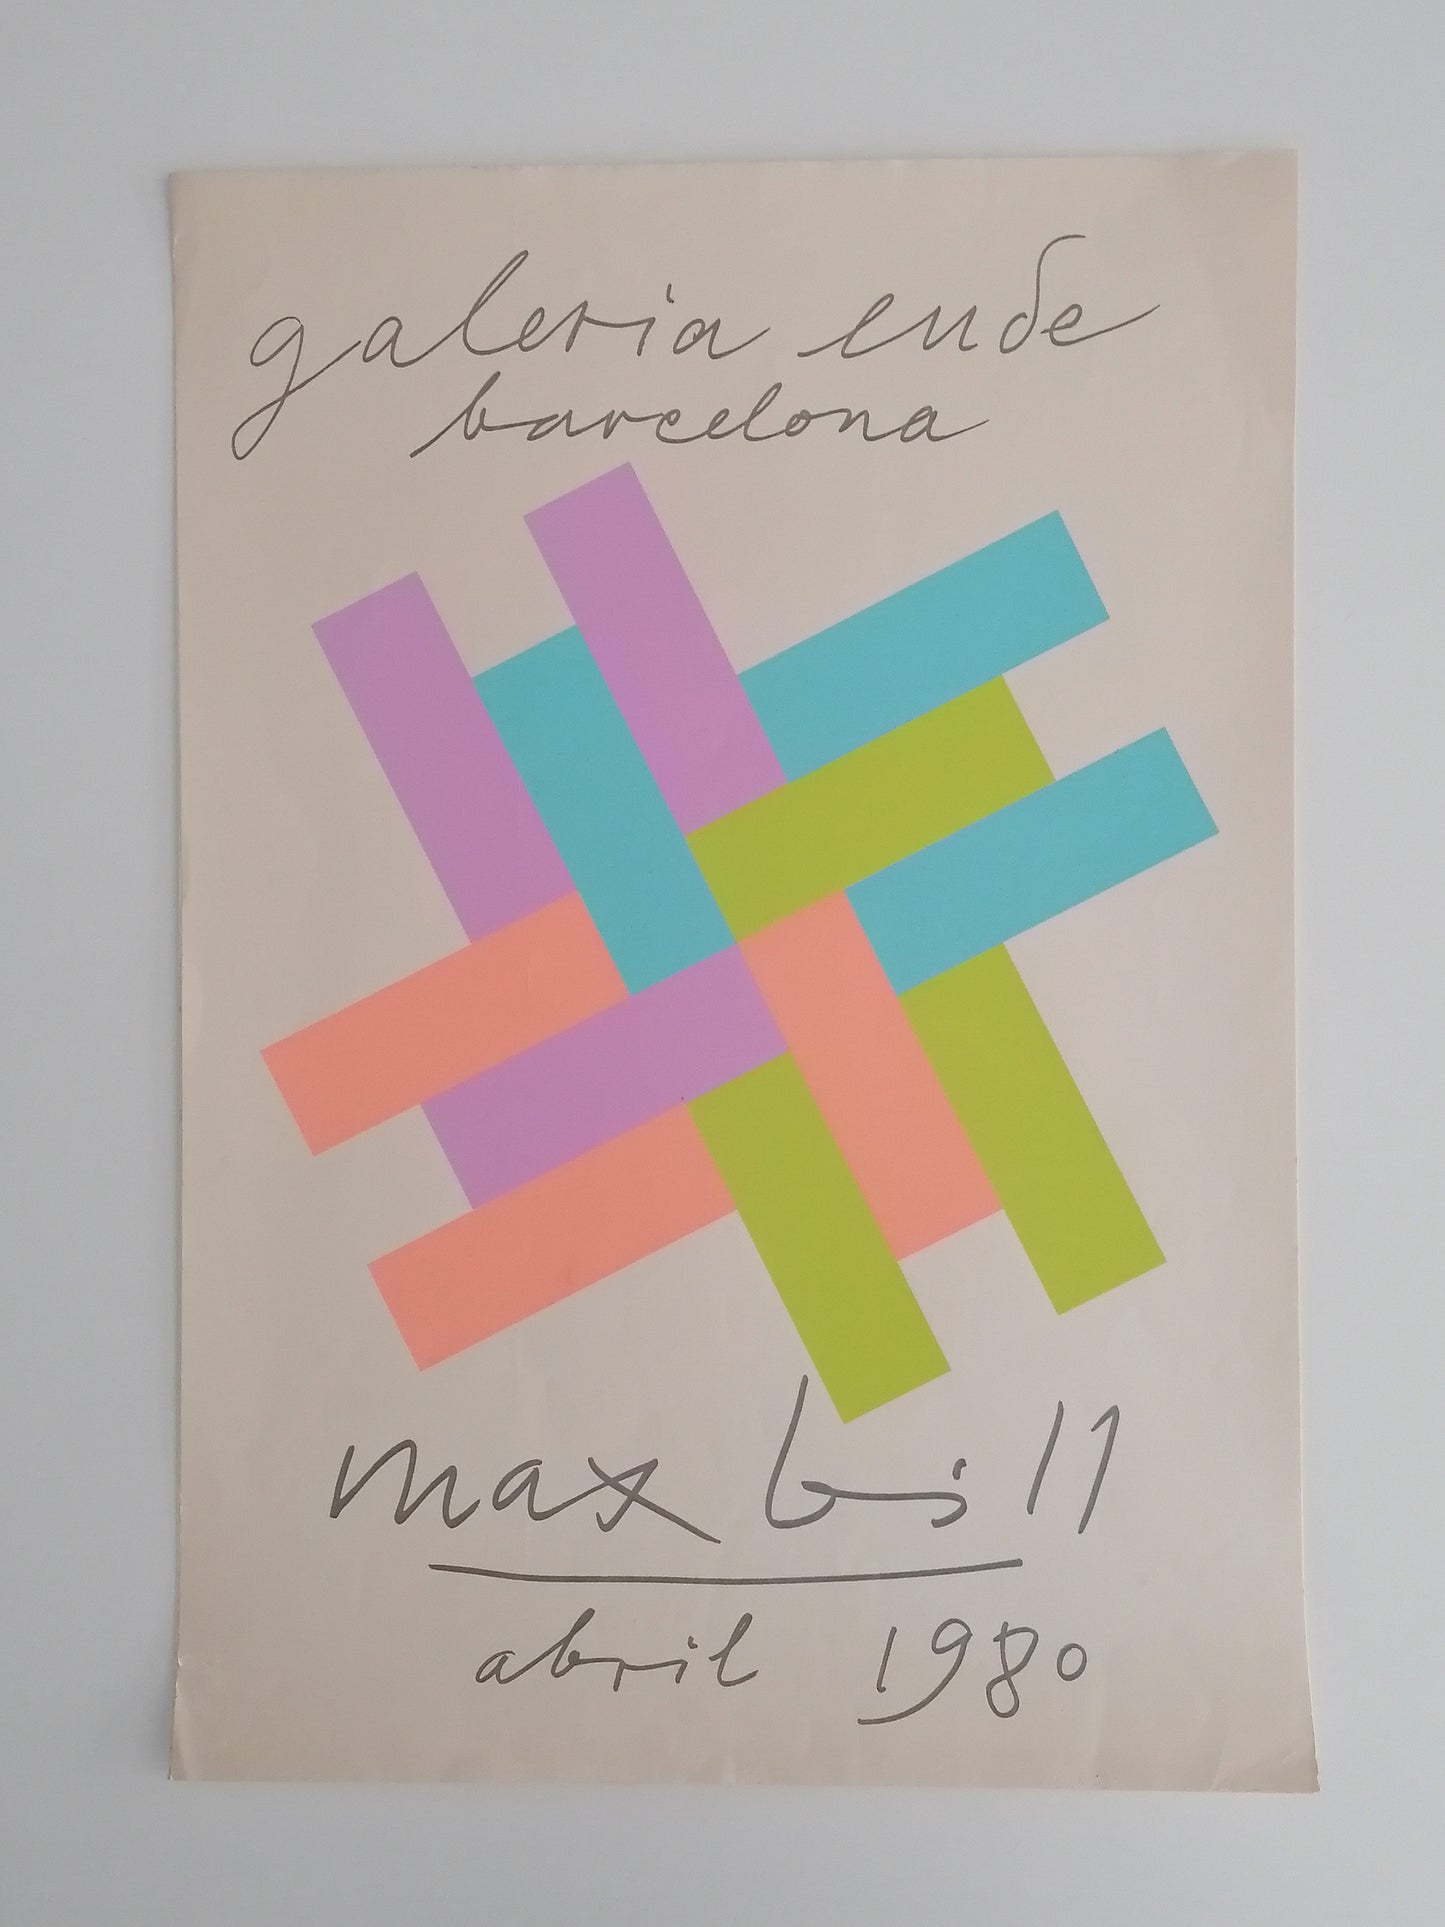 galeria eude
barcelona
max bill
abril 1980